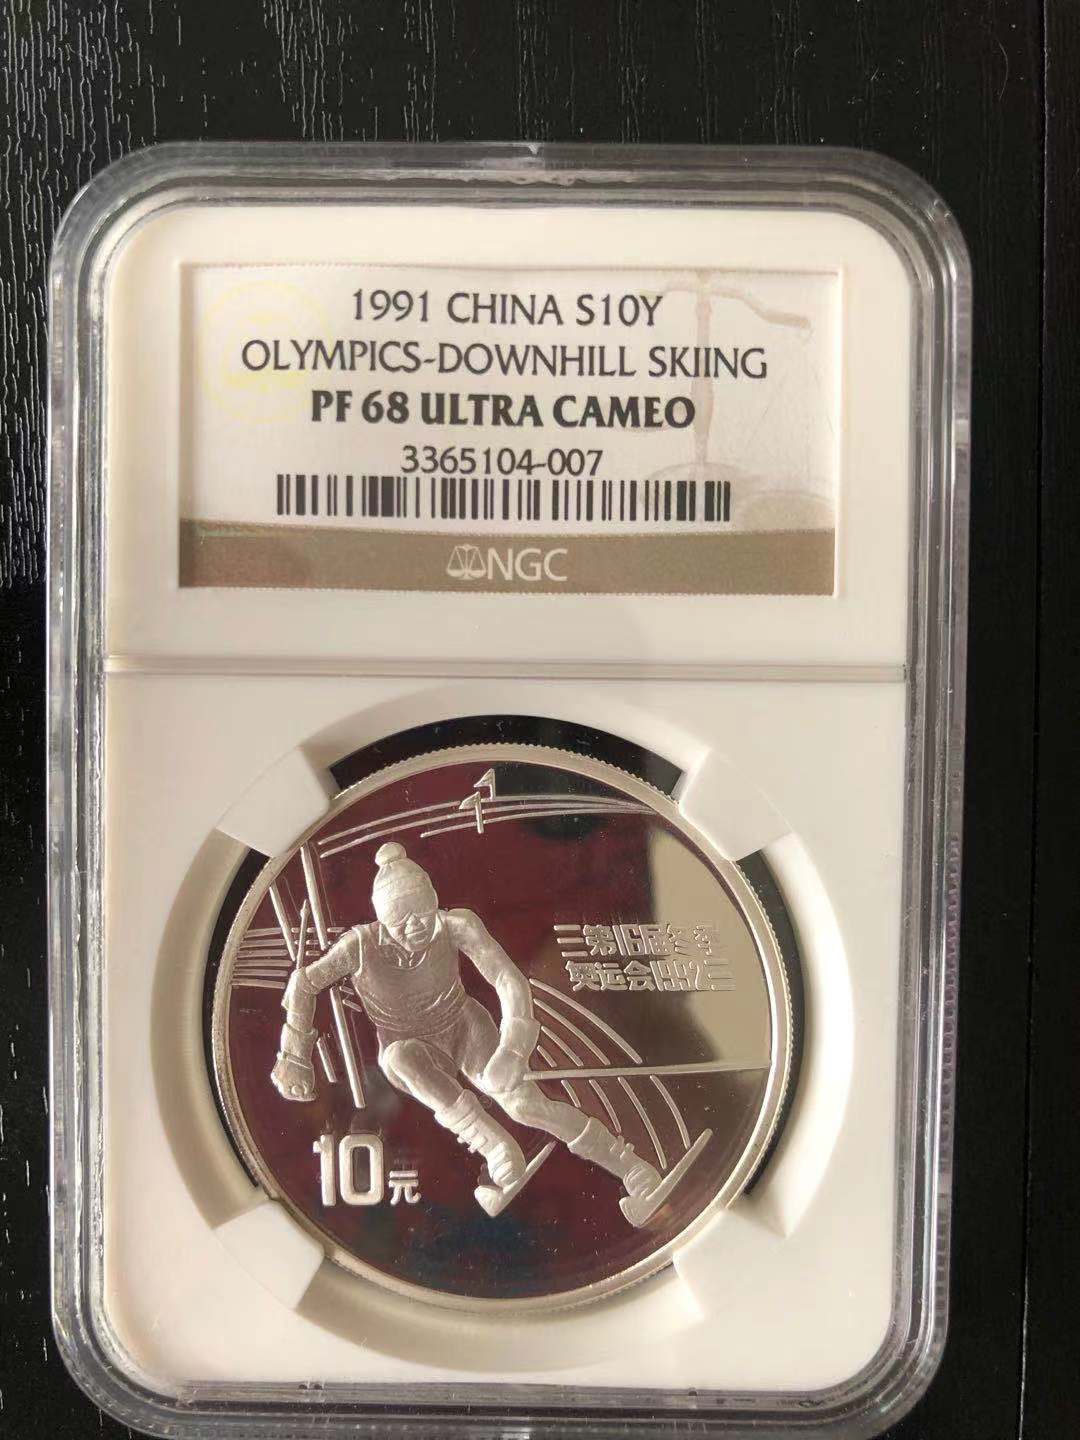 1991 CHINA S10Y
OLYMPICS-DOWNHILL SKIING
PF 68 ULTRA CAMEO
3365104-007
NGC
第16届冬季
奥运会1992
10元